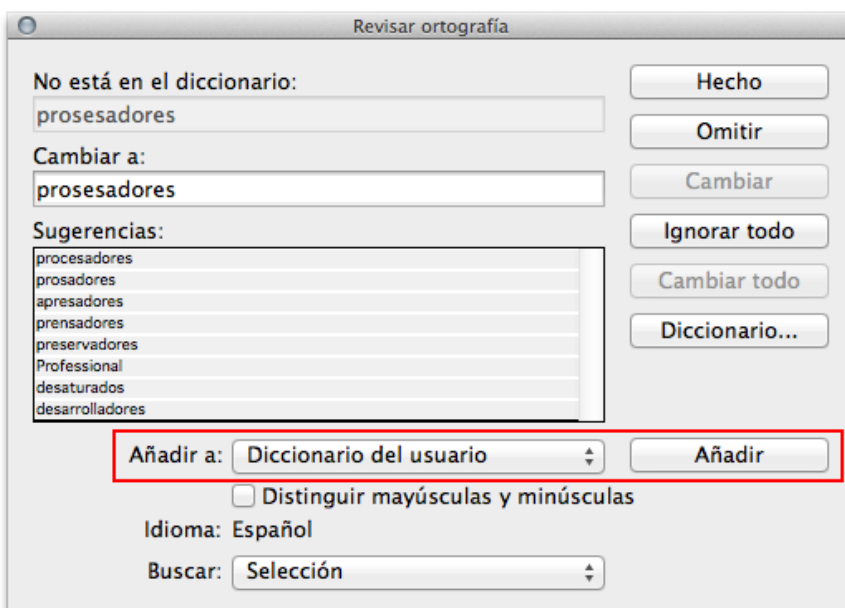 Revisar ortografía
No está en el diccionario:
prosesadores
Cambiar a:
prosesadores
Sugerencias:
procesadores
prosadores
apresadores
prensadores
preservadores
Professional
desaturados
desarrolladores
Hecho
Omitir
Cambiar
Ignorar todo
Cambiar todo
Diccionario...
Añadir a: Diccionario del usuario Añadir
Distinguir mayúsculas y minúsculas
Idioma: Español
Buscar: Selección